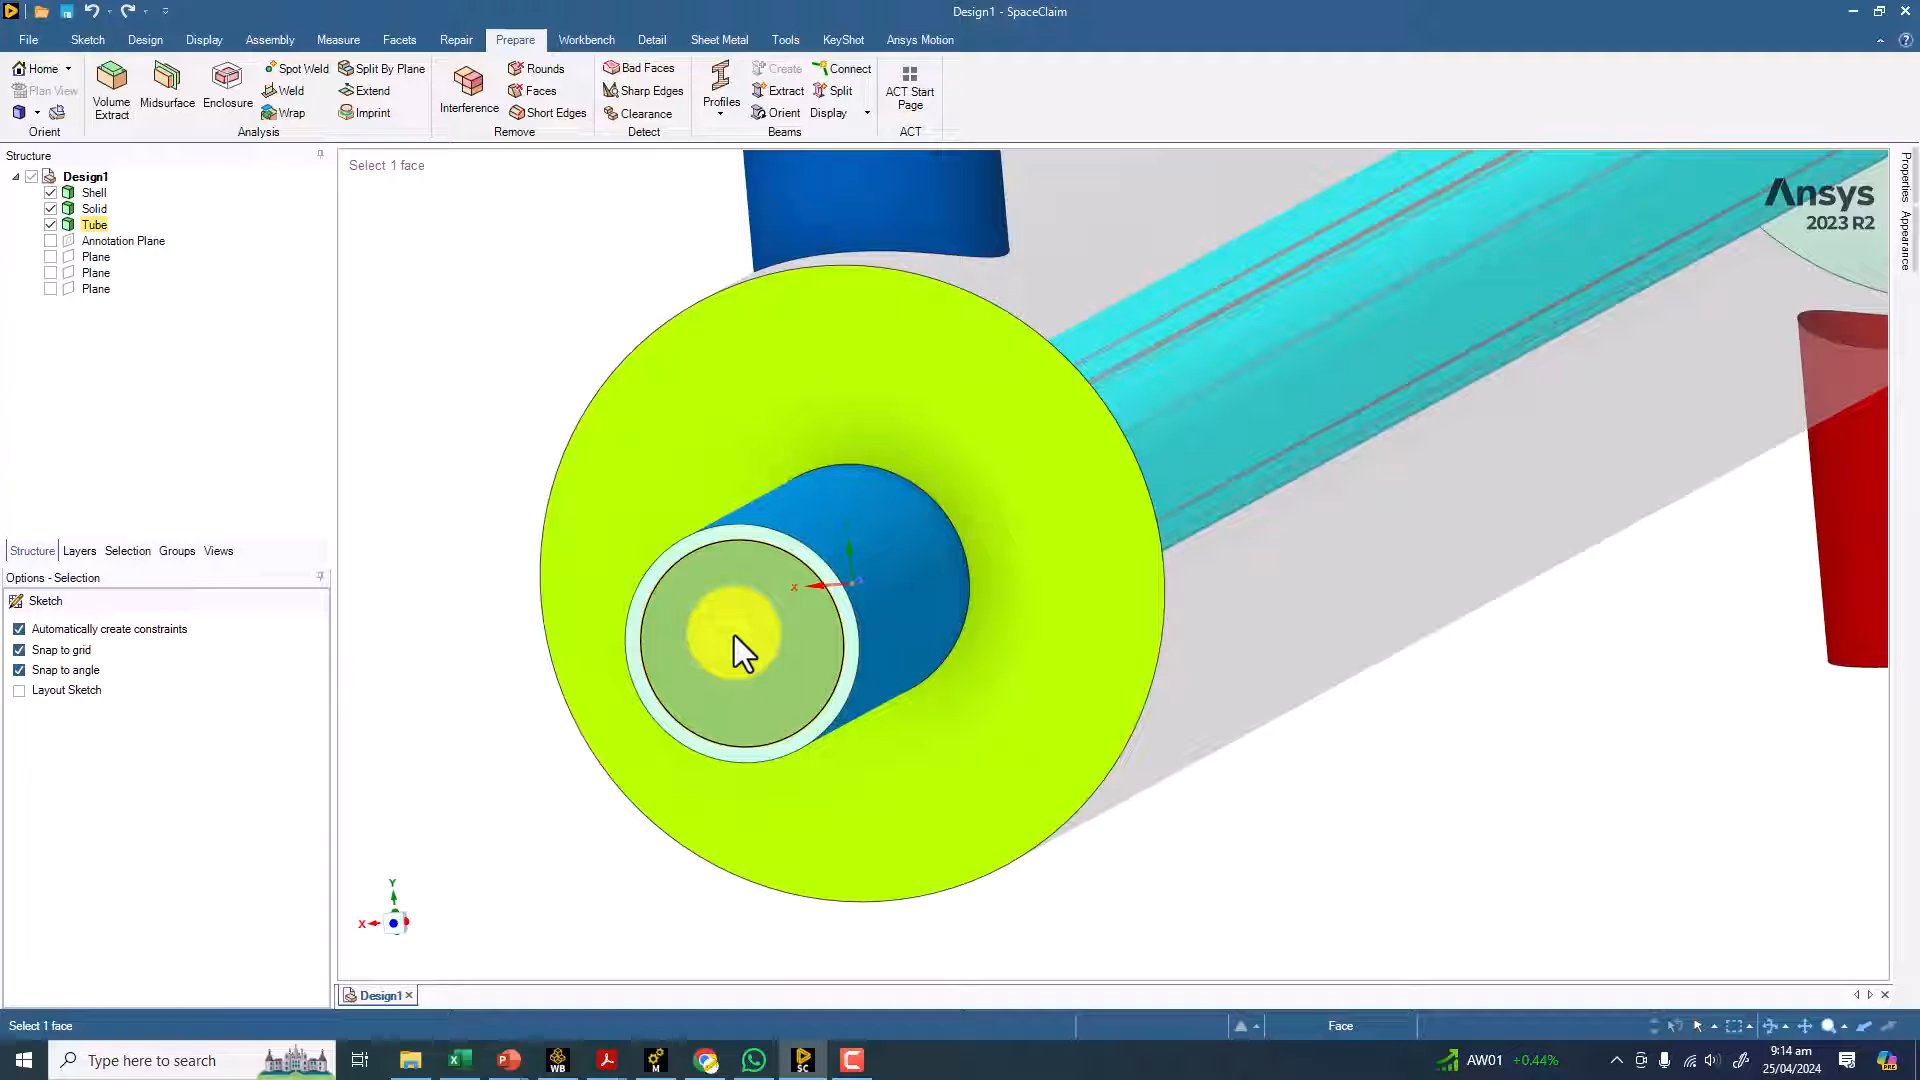 Design1 - SpaceClaim
File Sketch Design Display Assembly Measure Facets Repair Prepare Workbench Detail Sheet Metal Tools KeyShot Ansys Motion
Home
Plan View
Orient
Volume Extract
Midsurface
Enclosure
Spot Weld
Weld
Wrap
Split By Plane
Extend
Imprint
Analysis
Interference
Rounds
Faces
Short Edges
Remove
Bad Faces
Sharp Edges
Clearance
Detect
Profiles
Create
Extract
Orient
Connect
Split
Display
Beams
ACT Start Page
ACT
Structure
Design1
Shell
Solid
Tube
Annotation Plane
Plane
Plane
Plane
Structure Layers Selection Groups Views
Options - Selection
Sketch
Automatically create constraints
Snap to grid
Snap to angle
Layout Sketch
Select 1 face
Ansys
2023 R2
Properties
Appearance
X
Y
X
Design1
Select 1 face
Face
Type here to search
WB
M
SC
AW01 +0.44%
9:14 am
25/04/2024
PRE